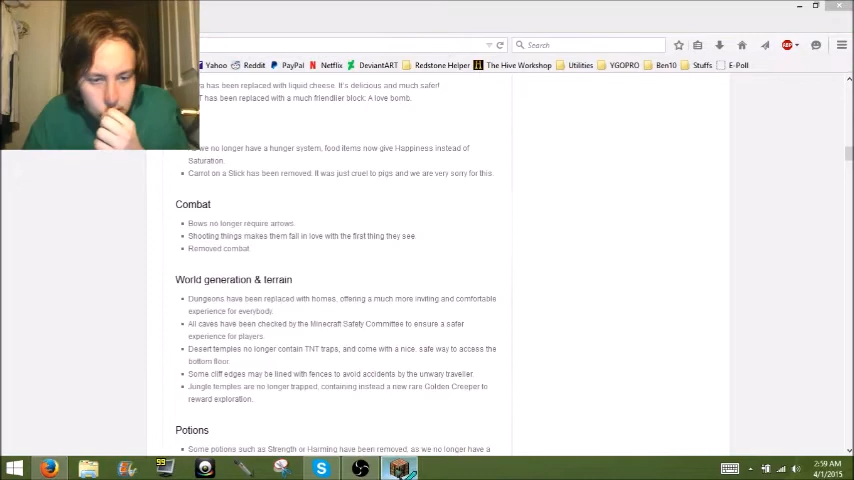 Search
ABP
Yahoo Reddit PayPal Netflix DeviantART Redstone Helper The Hive Workshop Utilities YGOPRO Ben10 Stuffs E-Poll
has been replaced with liquid cheese. It's delicious and much safer!
has been replaced with a much friendlier block: A love bomb.
we no longer have a hunger system, food items now give Happiness instead of
Saturation.
Carrot on a Stick has been removed. It was just cruel to pigs and we are very sorry for this.
Combat
Bows no longer require arrows.
Shooting things makes them fall in love with the first thing they see.
Removed combat
World generation & terrain
Dungeons have been replaced with homes, offering a much more inviting and comfortable
experience for everybody.
All caves have been checked by the Minecraft Safety Committee to ensure a safer
experience for players.
Desert temples no longer contain TNT traps, and come with a nice, safe way to access the
bottom floor.
Some cliff edges may be lined with fences to avoid accidents by the unwary traveller.
Jungle temples are no longer trapped, containing instead a new rare Golden Creeper to
reward exploration.
Potions
Some potions such as Strength or Harming have been removed, as we no longer have a
99
2:59 AM
4/1/2015